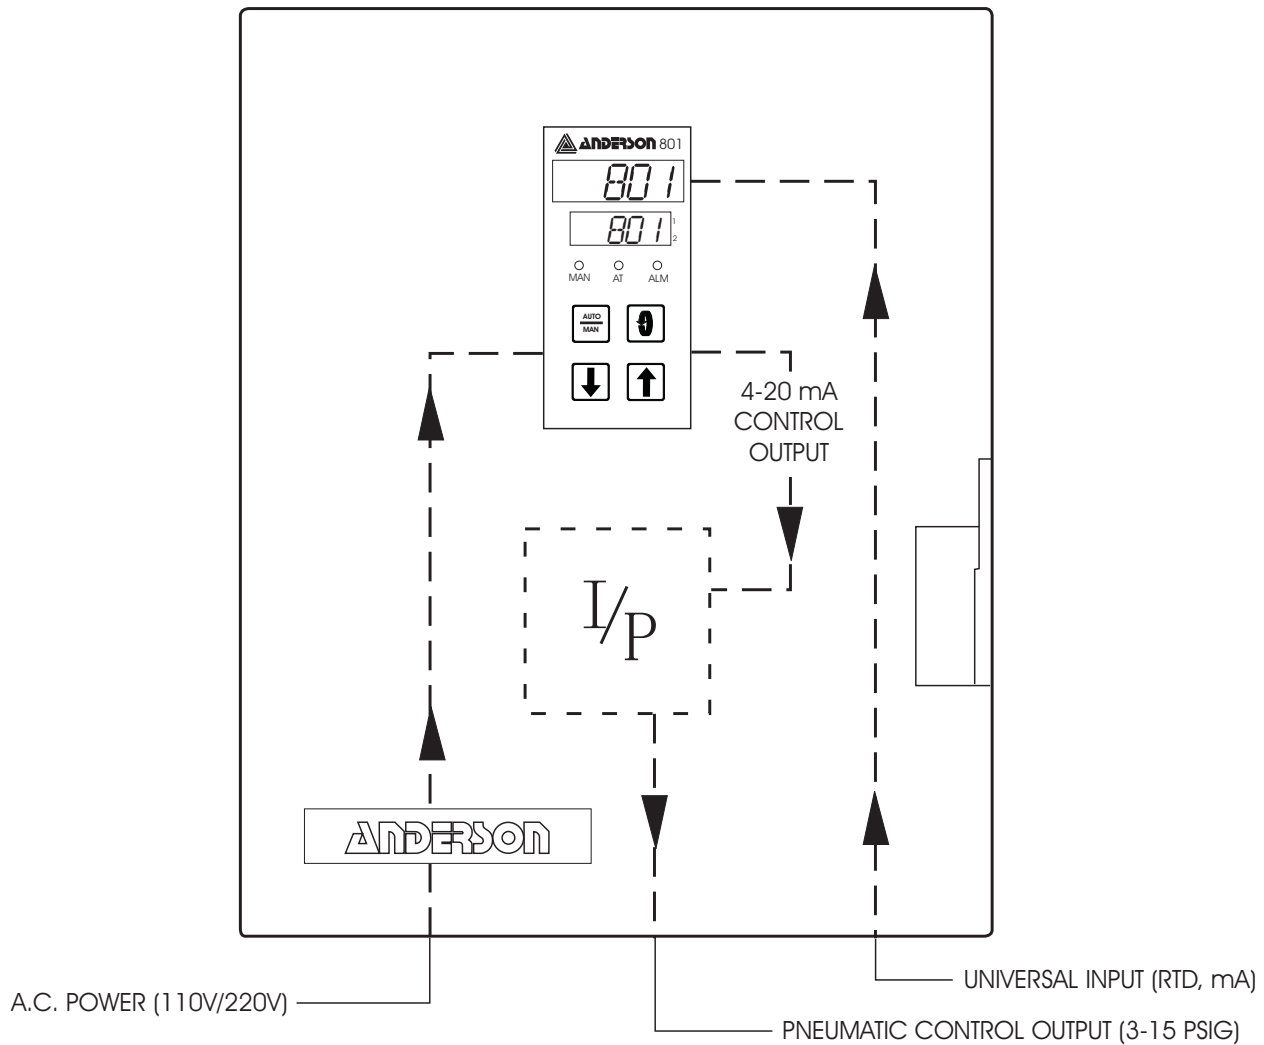 ANDERSON 801
801
801
1
2
MAN AT ALM
AUTO
MAN
4-20 mA
CONTROL
OUTPUT
I/P
ANDERSON
UNIVERSAL INPUT (RTD, mA)
A.C. POWER (110V/220V)
PNEUMATIC CONTROL OUTPUT (3-15 PSIG)